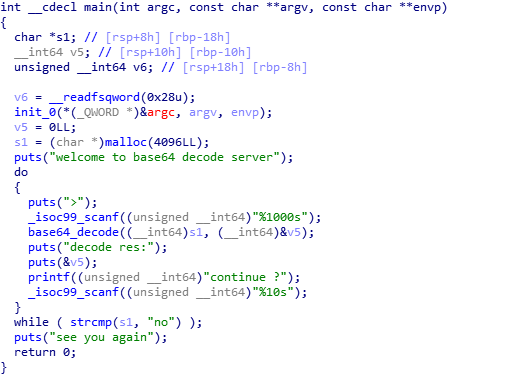 int __cdecl main(int argc, const char **argv, const char **envp)
{
  char *s1; // [rsp+8h] [rbp-18h]
  __int64 v5; // [rsp+10h] [rbp-10h]
  unsigned __int64 v6; // [rsp+18h] [rbp-8h]

  v6 = __readfsqword(0x28u);
  init_0(*(_QWORD *)&argc, argv, envp);
  v5 = 0LL;
  s1 = (char *)malloc(4096LL);
  puts("welcome to base64 decode server");
  do
  {
    puts(">");
    _isoc99_scanf((unsigned __int64)"%1000s");
    base64_decode((__int64)s1, (__int64)&v5);
    puts("decode res:");
    puts(&v5);
    printf((unsigned __int64)"continue ?");
    _isoc99_scanf((unsigned __int64)"%10s");
  }
  while ( strcmp(s1, "no") );
  puts("see you again");
  return 0;
}